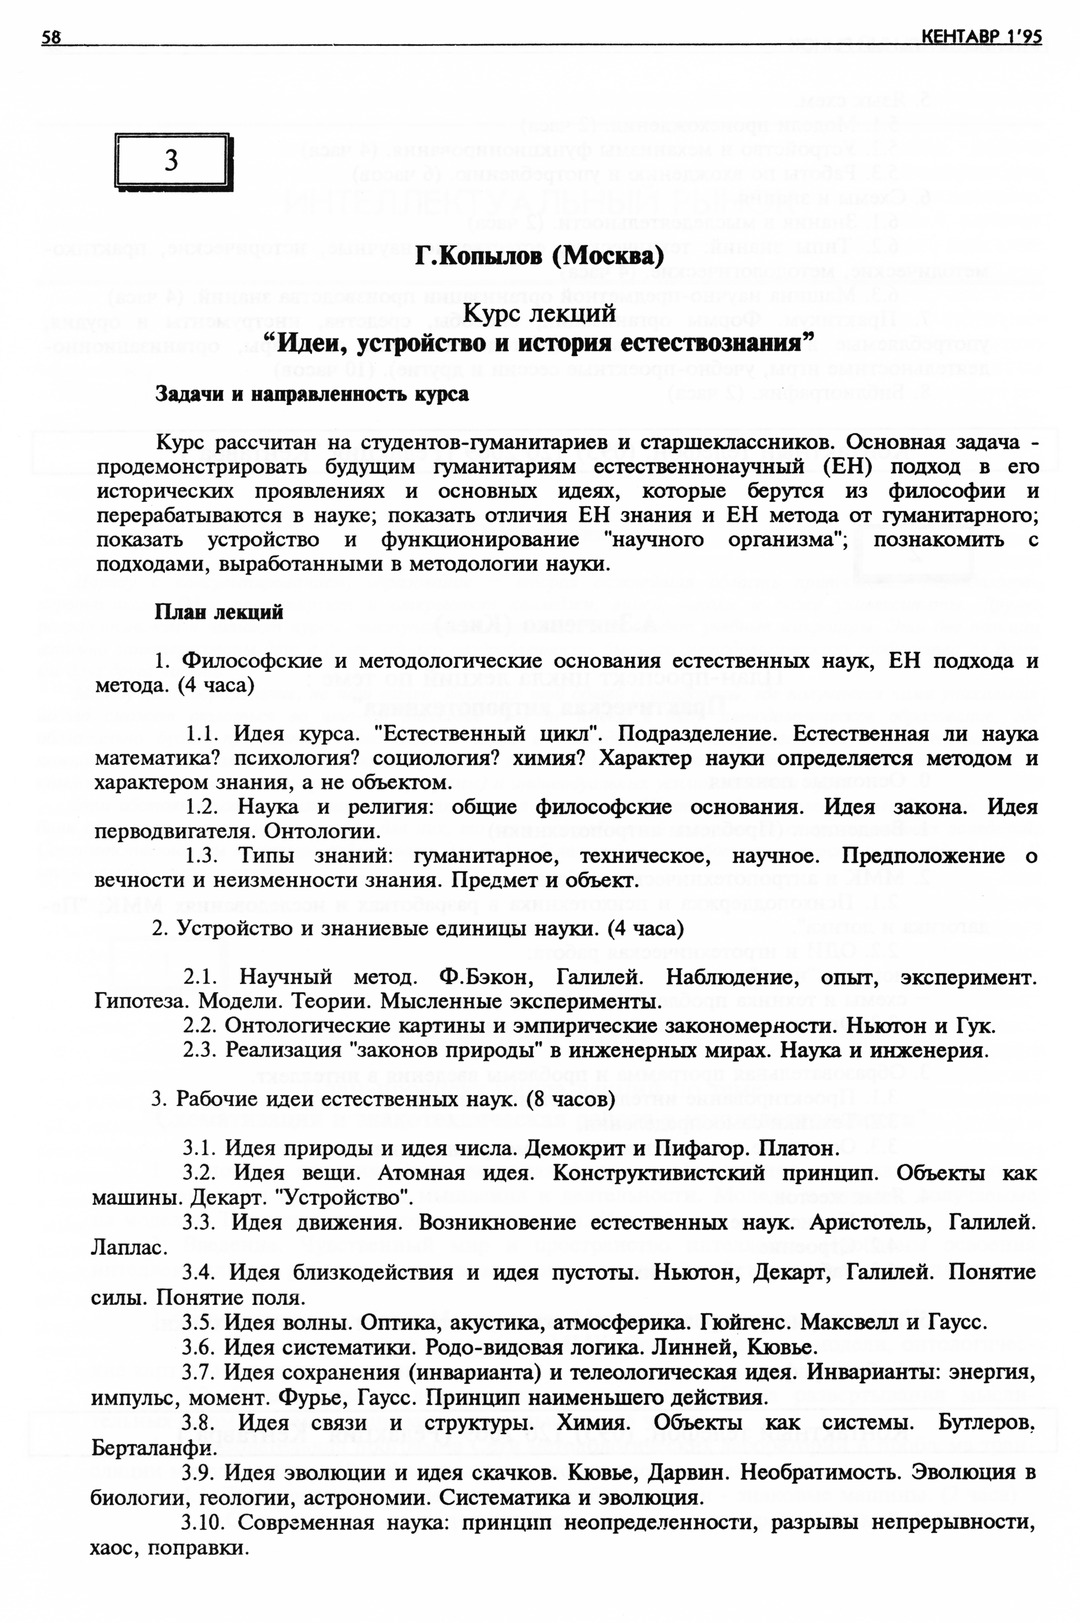 58 КЕНТАВР 1'95
3
Г.Копылов (Москва)
Курс лекций
“Идеи, устройство и история естествознания”
Задачи и направленность курса
Курс рассчитан на студентов-гуманитариев и старшеклассников. Основная задача -
продемонстрировать будущим гуманитариям естественнонаучный (ЕН) подход в его
исторических проявлениях и основных идеях, которые берутся из философии и
перерабатываются в науке; показать отличия ЕН знания и ЕН метода от гуманитарного;
показать устройство и функционирование "научного организма"; познакомить с
подходами, выработанными в методологии науки.
План лекций
1. Философские и методологические основания естественных наук, ЕН подхода и
метода. (4 часа)
1.1. Идея курса. "Естественный цикл". Подразделение. Естественная ли наука
математика? психология? социология? химия? Характер науки определяется методом и
характером знания, а не объектом.
1.2. Наука и религия: общие философские основания. Идея закона. Идея
перводвигателя. Онтологии.
1.3. Типы знаний: гуманитарное, техническое, научное. Предположение о
вечности и неизменности знания. Предмет и объект.
2. Устройство и знаниевые единицы науки. (4 часа)
2.1. Научный метод. Ф.Бэкон, Галилей. Наблюдение, опыт, эксперимент.
Гипотеза. Модели. Теории. Мысленные эксперименты.
2.2. Онтологические картины и эмпирические закономерности. Ньютон и Гук.
2.3. Реализация "законов природы" в инженерных мирах. Наука и инженерия.
3. Рабочие идеи естественных наук. (8 часов)
3.1. Идея природы и идея числа. Демокрит и Пифагор. Платон.
3.2. Идея вещи. Атомная идея. Конструктивистский принцип. Объекты как
машины. Декарт. "Устройство".
3.3. Идея движения. Возникновение естественных наук. Аристотель, Галилей.
Лаплас.
3.4. Идея близкодействия и идея пустоты. Ньютон, Декарт, Галилей. Понятие
силы. Понятие поля.
3.5. Идея волны. Оптика, акустика, атмосферика. Гюйгенс. Максвелл и Гаусс.
3.6. Идея систематики. Родо-видовая логика. Линней, Кювье.
3.7. Идея сохранения (инварианта) и телеологическая идея. Инварианты: энергия,
импульс, момент. Фурье, Гаусс. Принцип наименьшего действия.
3.8. Идея связи и структуры. Химия. Объекты как системы. Бутлеров,
Берталанфи.
3.9. Идея эволюции и идея скачков. Кювье, Дарвин. Необратимость. Эволюция в
биологии, геологии, астрономии. Систематика и эволюция.
3.10. Современная наука: принцип неопределенности, разрывы непрерывности,
хаос, поправки.